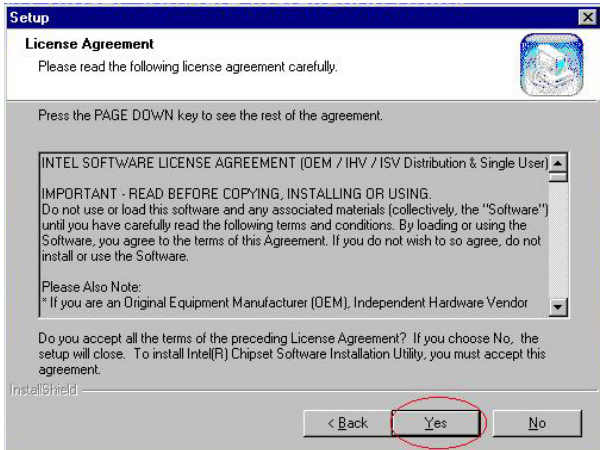 Setup
License Agreement
Please read the following license agreement carefully.
Press the PAGE DOWN key to see the rest of the agreement.
INTEL SOFTWARE LICENSE AGREEMENT (OEM / IHV / ISV Distribution & Single User)
IMPORTANT - READ BEFORE COPYING, INSTALLING OR USING.
Do not use or load this software and any associated materials (collectively, the "Software")
until you have carefully read the following terms and conditions. By loading or using the
Software, you agree to the terms of this Agreement. If you do not wish to so agree, do not
install or use the Software.
Please Also Note:
* If you are an Original Equipment Manufacturer (OEM), Independent Hardware Vendor
Do you accept all the terms of the preceding License Agreement? If you choose No, the
setup will close. To install Intel(R) Chipset Software Installation Utility, you must accept this
agreement.
InstallShield
< Back
Yes
No